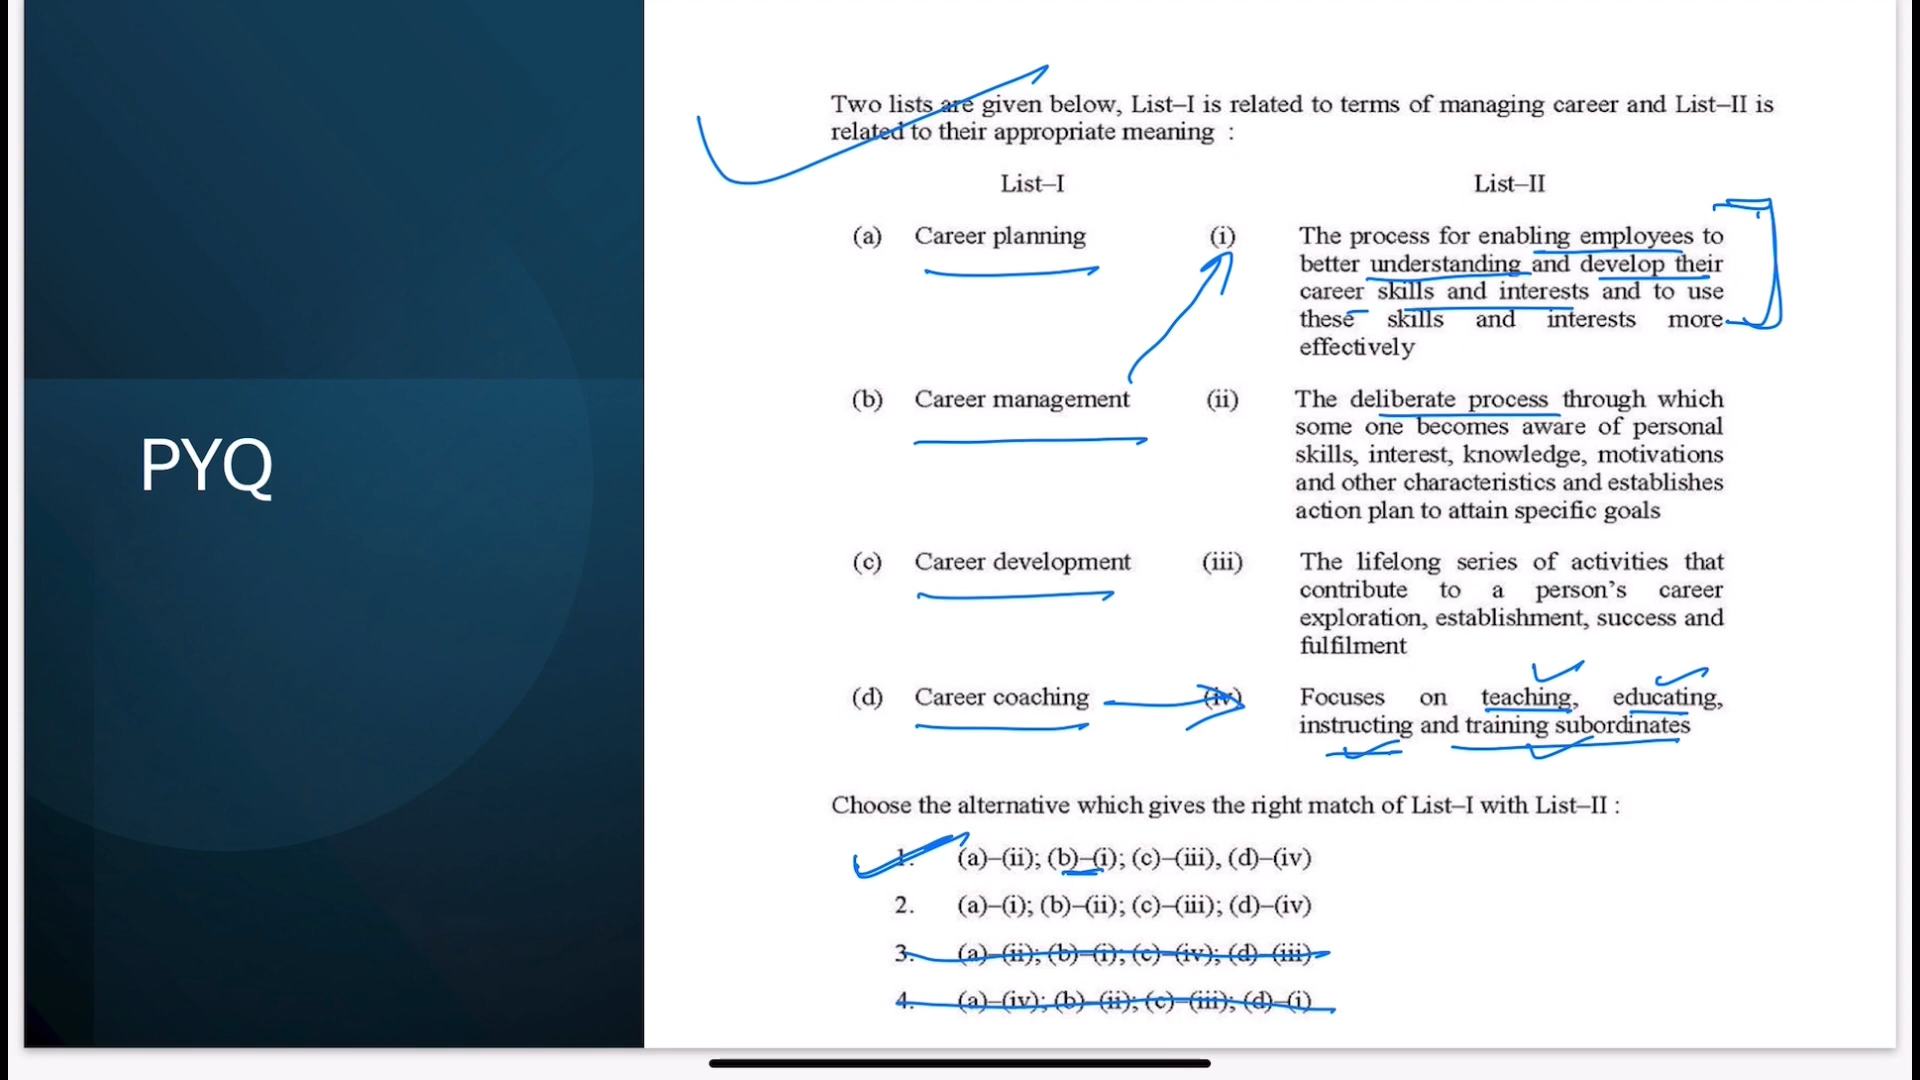 PYQ
Two lists are given below, List–I is related to terms of managing career and List–II is
related to their appropriate meaning :
List–I List–II
(a) Career planning (i) The process for enabling employees to
better understanding and develop their
career skills and interests and to use
these skills and interests more
effectively
(b) Career management (ii) The deliberate process through which
some one becomes aware of personal
skills, interest, knowledge, motivations
and other characteristics and establishes
action plan to attain specific goals
(c) Career development (iii) The lifelong series of activities that
contribute to a person's career
exploration, establishment, success and
fulfilment
(d) Career coaching (iv) Focuses on teaching, educating,
instructing and training subordinates
Choose the alternative which gives the right match of List–I with List–II :
1. (a)–(ii); (b)–(i); (c)–(iii), (d)–(iv)
2. (a)–(i); (b)–(ii); (c)–(iii); (d)–(iv)
3. (a)–(ii); (b)–(i); (c)–(iv); (d)–(iii)
4. (a)–(iv); (b)–(ii); (c)–(iii); (d)–(i)